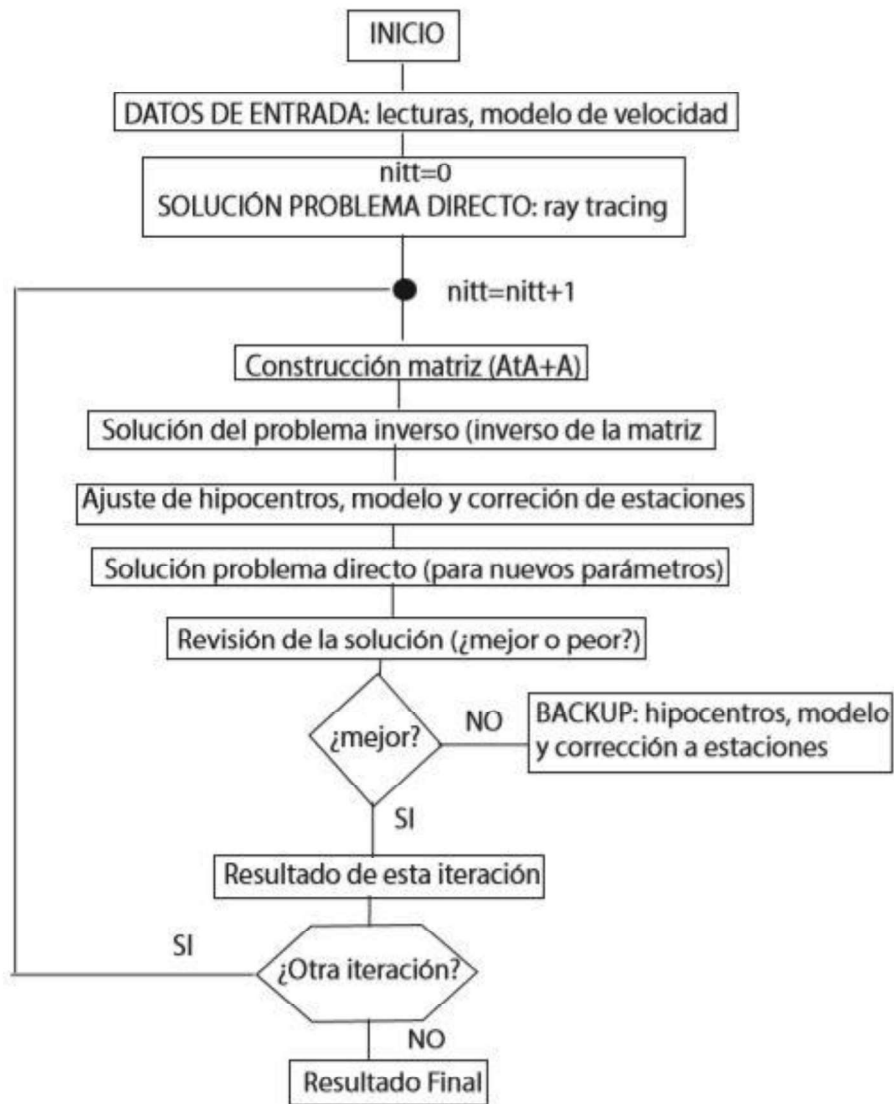 INICIO
DATOS DE ENTRADA: lecturas, modelo de velocidad
nitt=0
SOLUCIÓN PROBLEMA DIRECTO: ray tracing
nitt=nitt+1
Construcción matriz (AtA+A)
Solución del problema inverso (inverso de la matriz
Ajuste de hipocentros, modelo y correción de estaciones
Solución problema directo (para nuevos parámetros)
Revisión de la solución (¿mejor o peor?)
¿mejor?
NO
BACKUP: hipocentros, modelo
y corrección a estaciones
SI
Resultado de esta iteración
SI
¿Otra iteración?
NO
Resultado Final